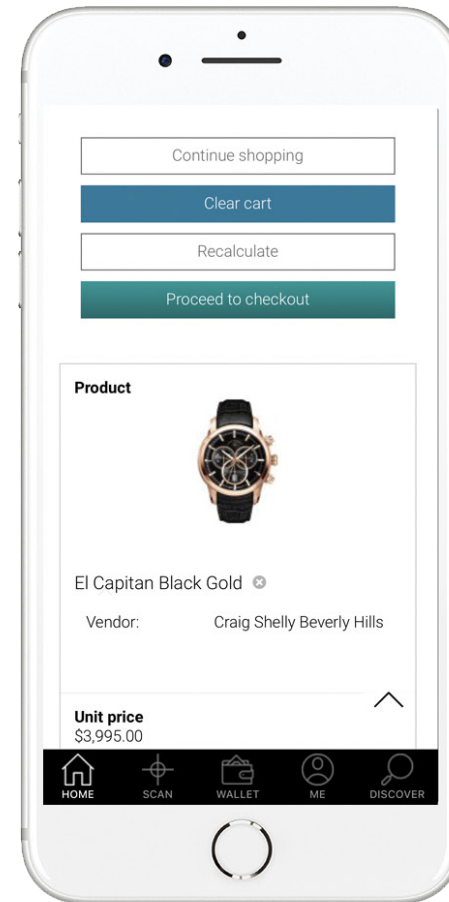 Continue shopping
Clear cart
Recalculate
Proceed to checkout
Product
El Capitan Black Gold
Vendor: Craig Shelly Beverly Hills
Unit price
$3,995.00
HOME SCAN WALLET ME DISCOVER